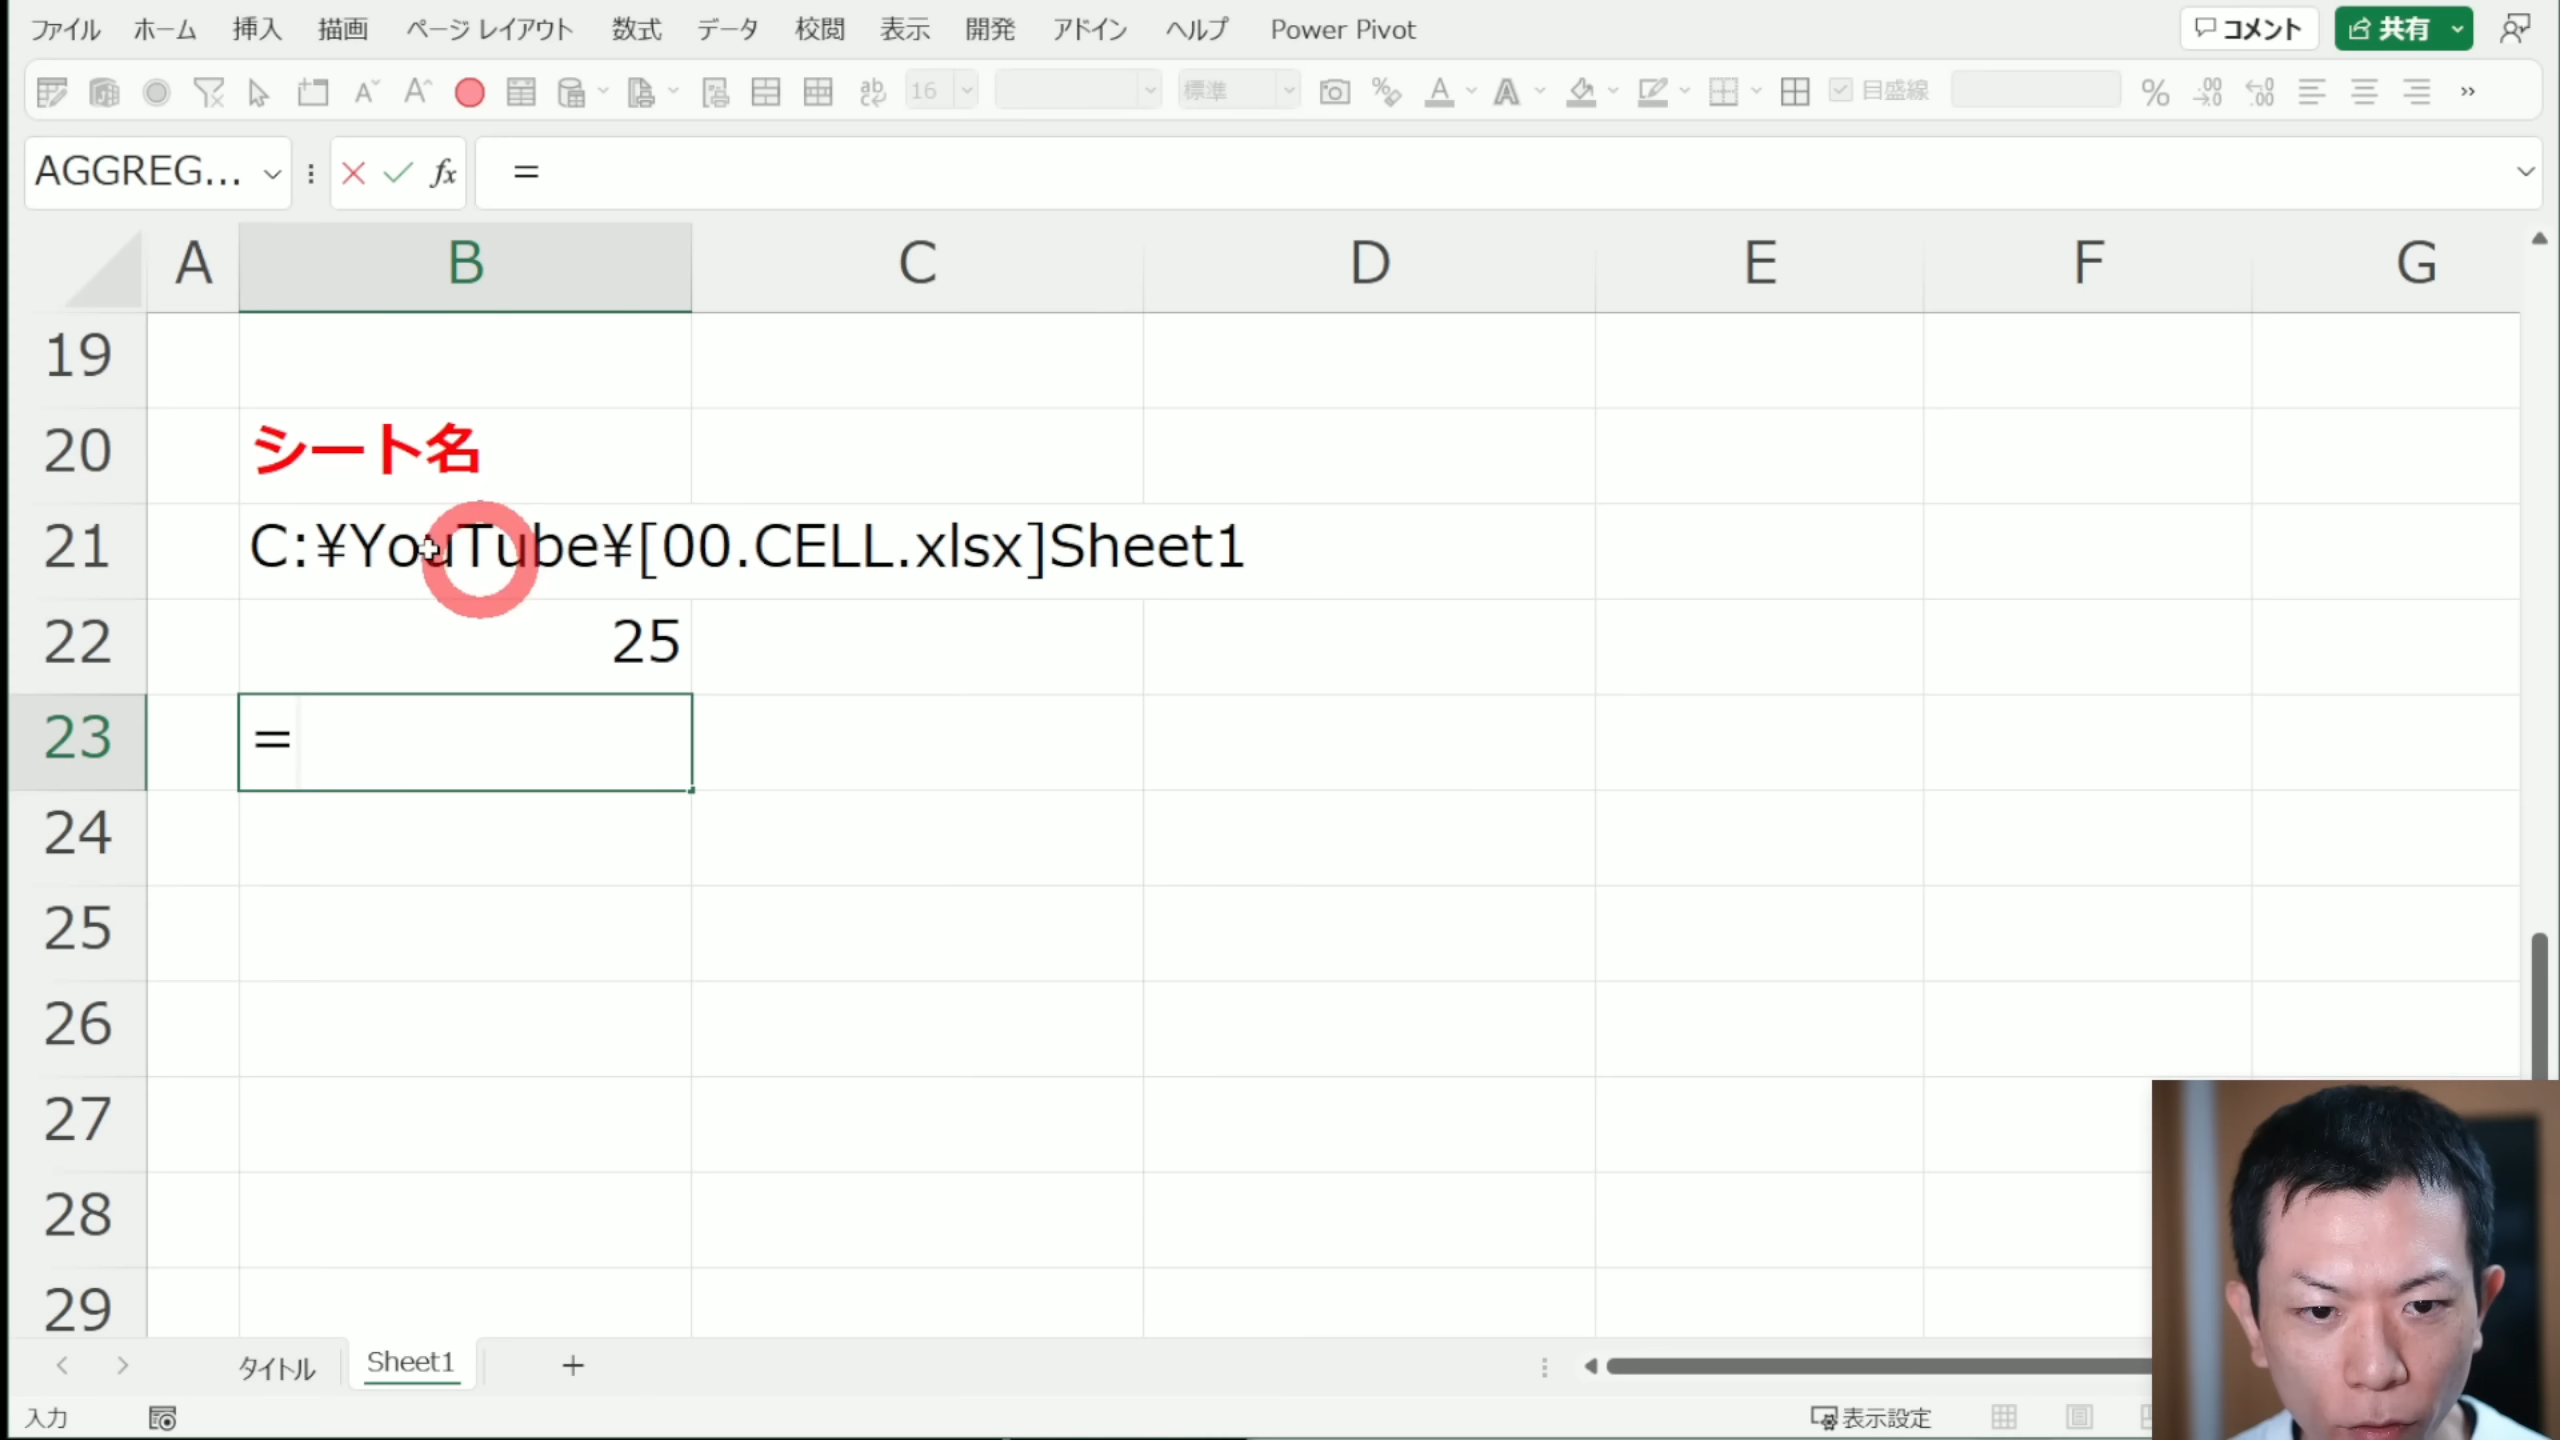 ファイル ホーム 挿入 描画 ページ レイアウト 数式 データ 校閲 表示 開発 アドイン ヘルプ Power Pivot コメント 共有
16 標準 目盛線
AGGREG... fx =
A B C D E F G
19
20 シート名
21 C:¥YouTube¥[00.CELL.xlsx]Sheet1
22 25
23 =
24
25
26
27
28
29
タイトル Sheet1
入力 表示設定